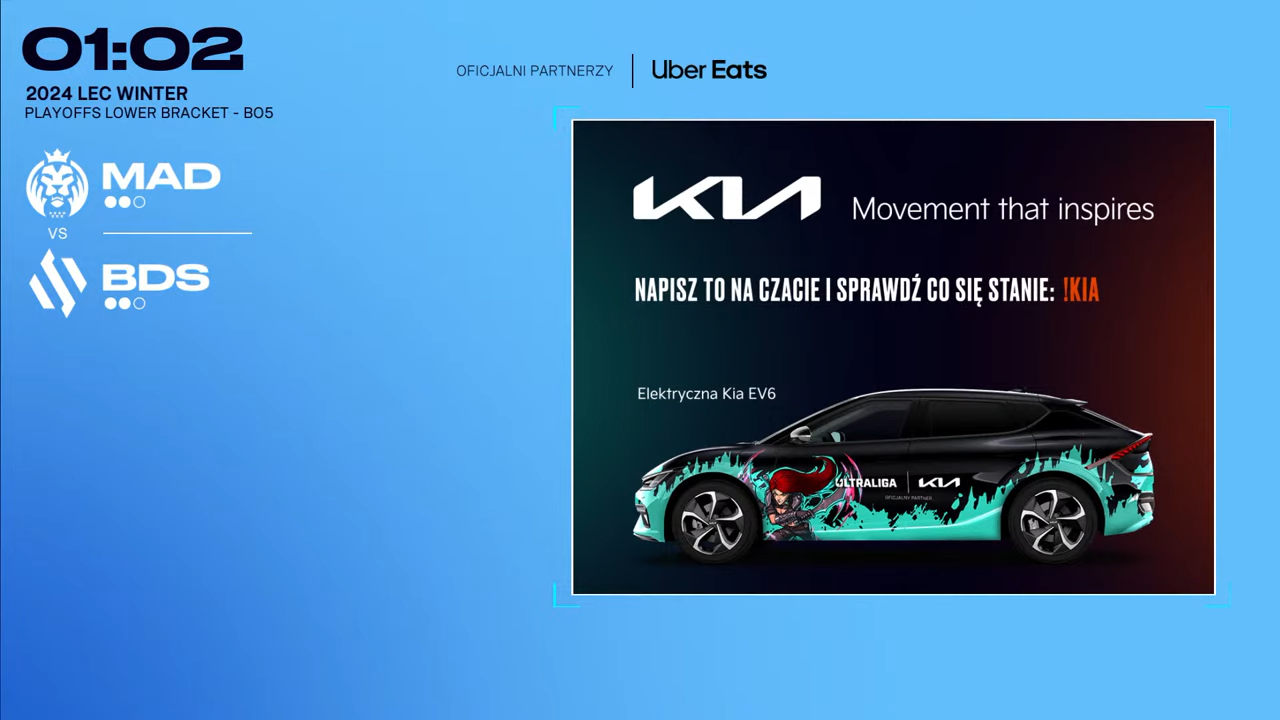 01:02
2024 LEC WINTER
PLAYOFFS LOWER BRACKET - BO5
MAD
VS
BDS
OFICJALNI PARTNERZY
Uber Eats
KIA
Movement that inspires
NAPISZ TO NA CZACIE I SPRAWDŹ CO SIĘ STANIE: !KIA
Elektryczna Kia EV6
ULTRALIGA
KIA
OFICJALNY PARTNER